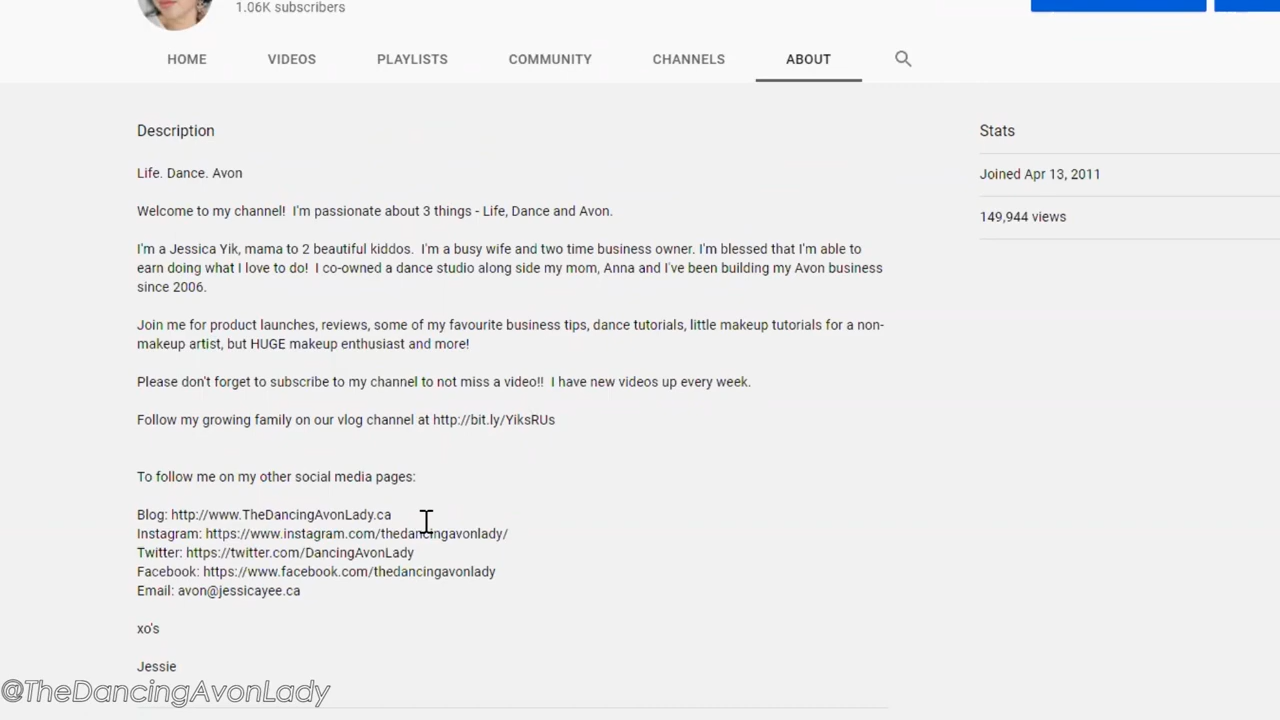 1.06K subscribers
HOME VIDEOS PLAYLISTS COMMUNITY CHANNELS ABOUT
Description
Life. Dance. Avon
Welcome to my channel!  I'm passionate about 3 things - Life, Dance and Avon.
I'm a Jessica Yik, mama to 2 beautiful kiddos.  I'm a busy wife and two time business owner. I'm blessed that I'm able to
earn doing what I love to do!  I co-owned a dance studio along side my mom, Anna and I've been building my Avon business
since 2006.
Join me for product launches, reviews, some of my favourite business tips, dance tutorials, little makeup tutorials for a non-
makeup artist, but HUGE makeup enthusiast and more!
Please don't forget to subscribe to my channel to not miss a video!!  I have new videos up every week.
Follow my growing family on our vlog channel at http://bit.ly/YiksRUs
To follow me on my other social media pages:
Blog: http://www.TheDancingAvonLady.ca
Instagram: https://www.instagram.com/thedancingavonlady/
Twitter: https://twitter.com/DancingAvonLady
Facebook: https://www.facebook.com/thedancingavonlady
Email: avon@jessicayee.ca
xo's
Jessie
Stats
Joined Apr 13, 2011
149,944 views
@TheDancingAvonLady